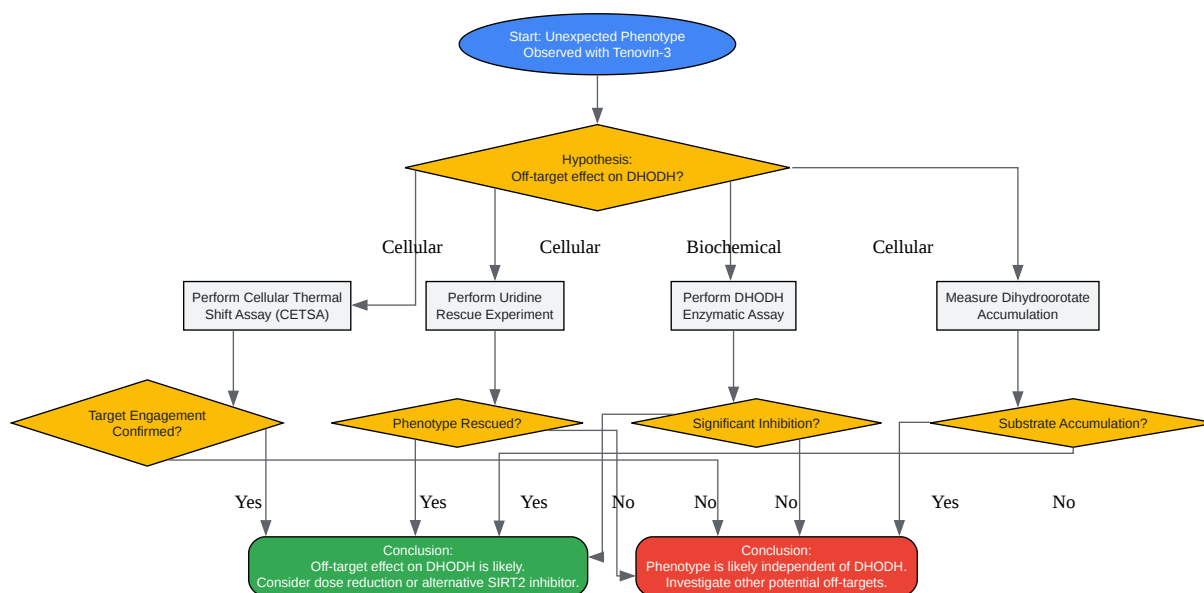 Start: Unexpected Phenotype
Observed with Tenovin-3
Hypothesis:
Off-target effect on DHODH?
Cellular
Cellular
Biochemical
Cellular
Perform Cellular Thermal
Shift Assay (CETSA)
Perform Uridine
Rescue Experiment
Perform DHODH
Enzymatic Assay
Measure Dihydroorotate
Accumulation
Target Engagement
Confirmed?
Phenotype Rescued?
Significant Inhibition?
Substrate Accumulation?
Yes
Yes
Yes
No
No
No
Yes
No
Conclusion:
Off-target effect on DHODH is likely.
Consider dose reduction or alternative SIRT2 inhibitor.
Conclusion:
Phenotype is likely independent of DHODH.
Investigate other potential off-targets.